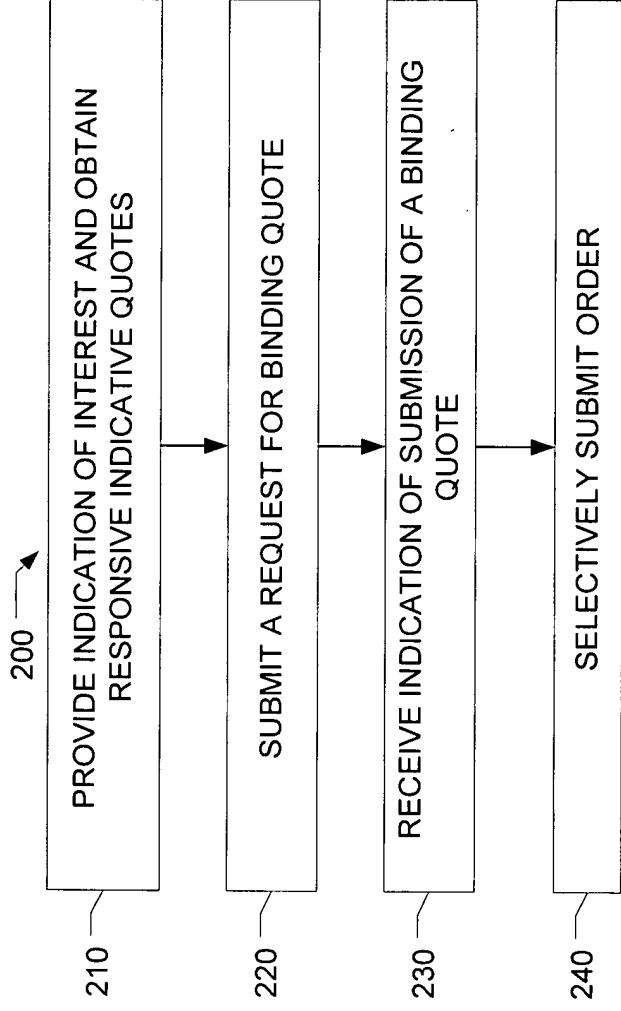 200
PROVIDE INDICATION OF INTEREST AND OBTAIN
RESPONSIVE INDICATIVE QUOTES
210
SUBMIT A REQUEST FOR BINDING QUOTE
220
RECEIVE INDICATION OF SUBMISSION OF A BINDING
QUOTE
230
SELECTIVELY SUBMIT ORDER
240